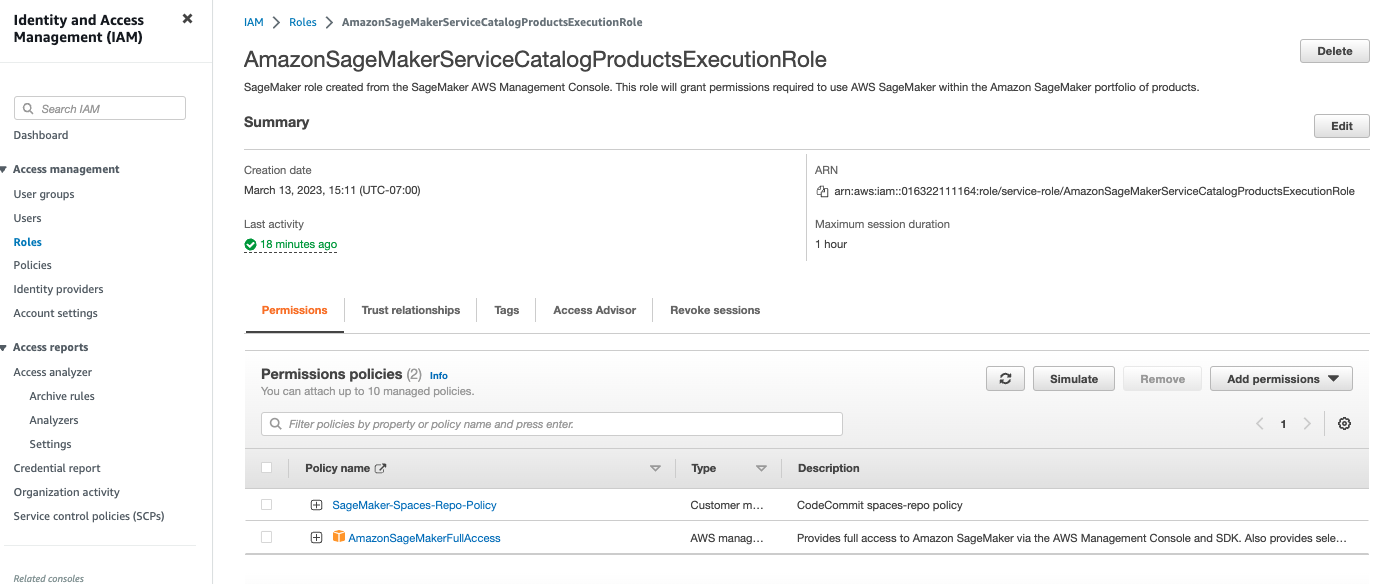 Identity and Access
Management (IAM)
Search IAM
Dashboard
Access management
User groups
Users
Roles
Policies
Identity providers
Account settings
Access reports
Access analyzer
Archive rules
Analyzers
Settings
Credential report
Organization activity
Service control policies (SCPs)
Related consoles
IAM
Roles
AmazonSageMakerServiceCatalogProductsExecutionRole
AmazonSageMakerServiceCatalogProductsExecutionRole
Delete
SageMaker role created from the SageMaker AWS Management Console. This role will grant permissions required to use AWS SageMaker within the Amazon SageMaker portfolio of products.
Summary
Edit
Creation date
March 13, 2023, 15:11 (UTC-07:00)
Last activity
18 minutes ago
ARN
arn:aws:iam::016322111164:role/service-role/AmazonSageMakerServiceCatalogProductsExecutionRole
Maximum session duration
1 hour
Permissions
Trust relationships
Tags
Access Advisor
Revoke sessions
Permissions policies (2) Info
You can attach up to 10 managed policies.
Simulate
Remove
Add permissions
Filter policies by property or policy name and press enter.
1
Policy name
Type
Description
SageMaker-Spaces-Repo-Policy
Customer m...
CodeCommit spaces-repo policy
AmazonSageMakerFullAccess
AWS manag...
Provides full access to Amazon SageMaker via the AWS Management Console and SDK. Also provides sele...